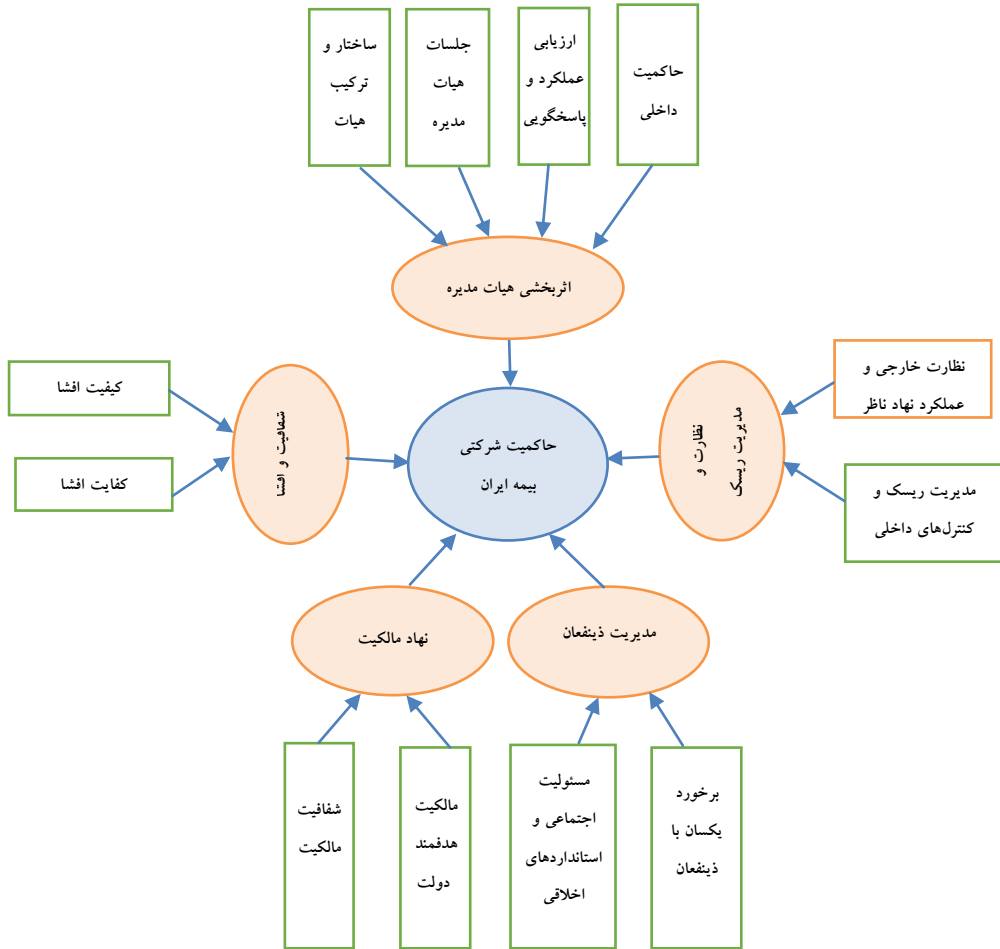 ساختار و
ترکیب
هیات
جلسات
هیات
مدیره
ارزیابی
عملکرد و
پاسخگویی
حاکمیت
داخلی
اثربخشی هیات مدیره
کیفیت افشا
کفایت افشا
شفافیت و افشا
حاکمیت شرکتی
بیمه ایران
نظارت و
مدیریت ریسک
نظارت خارجی و
عملکرد نهاد ناظر
مدیریت ریسک و
کنترل‌های داخلی
نهاد مالکیت
مدیریت ذینفعان
شفافیت
مالکیت
مالکیت
هدفمند
دولت
مسئولیت
اجتماعی و
استانداردهای
اخلاقی
برخورد
یکسان با
ذینفعان